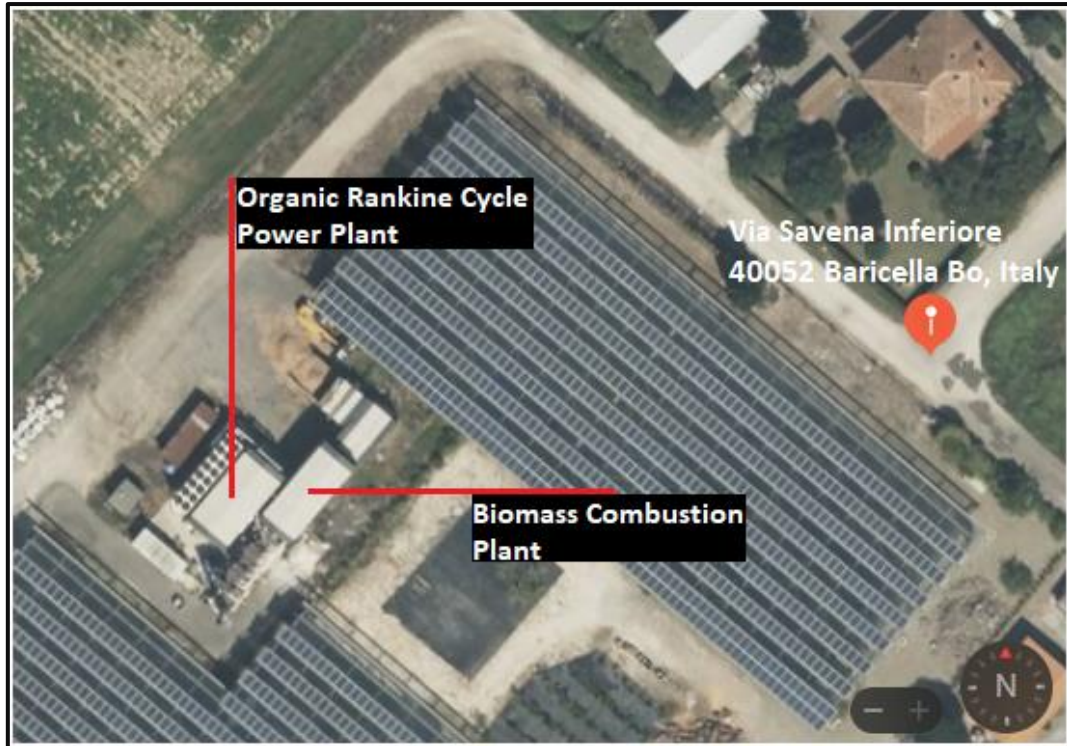 Organic Rankine Cycle
Power Plant
Via Savena Inferiore
40052 Baricella Bo, Italy
Biomass Combustion
Plant
N
− +